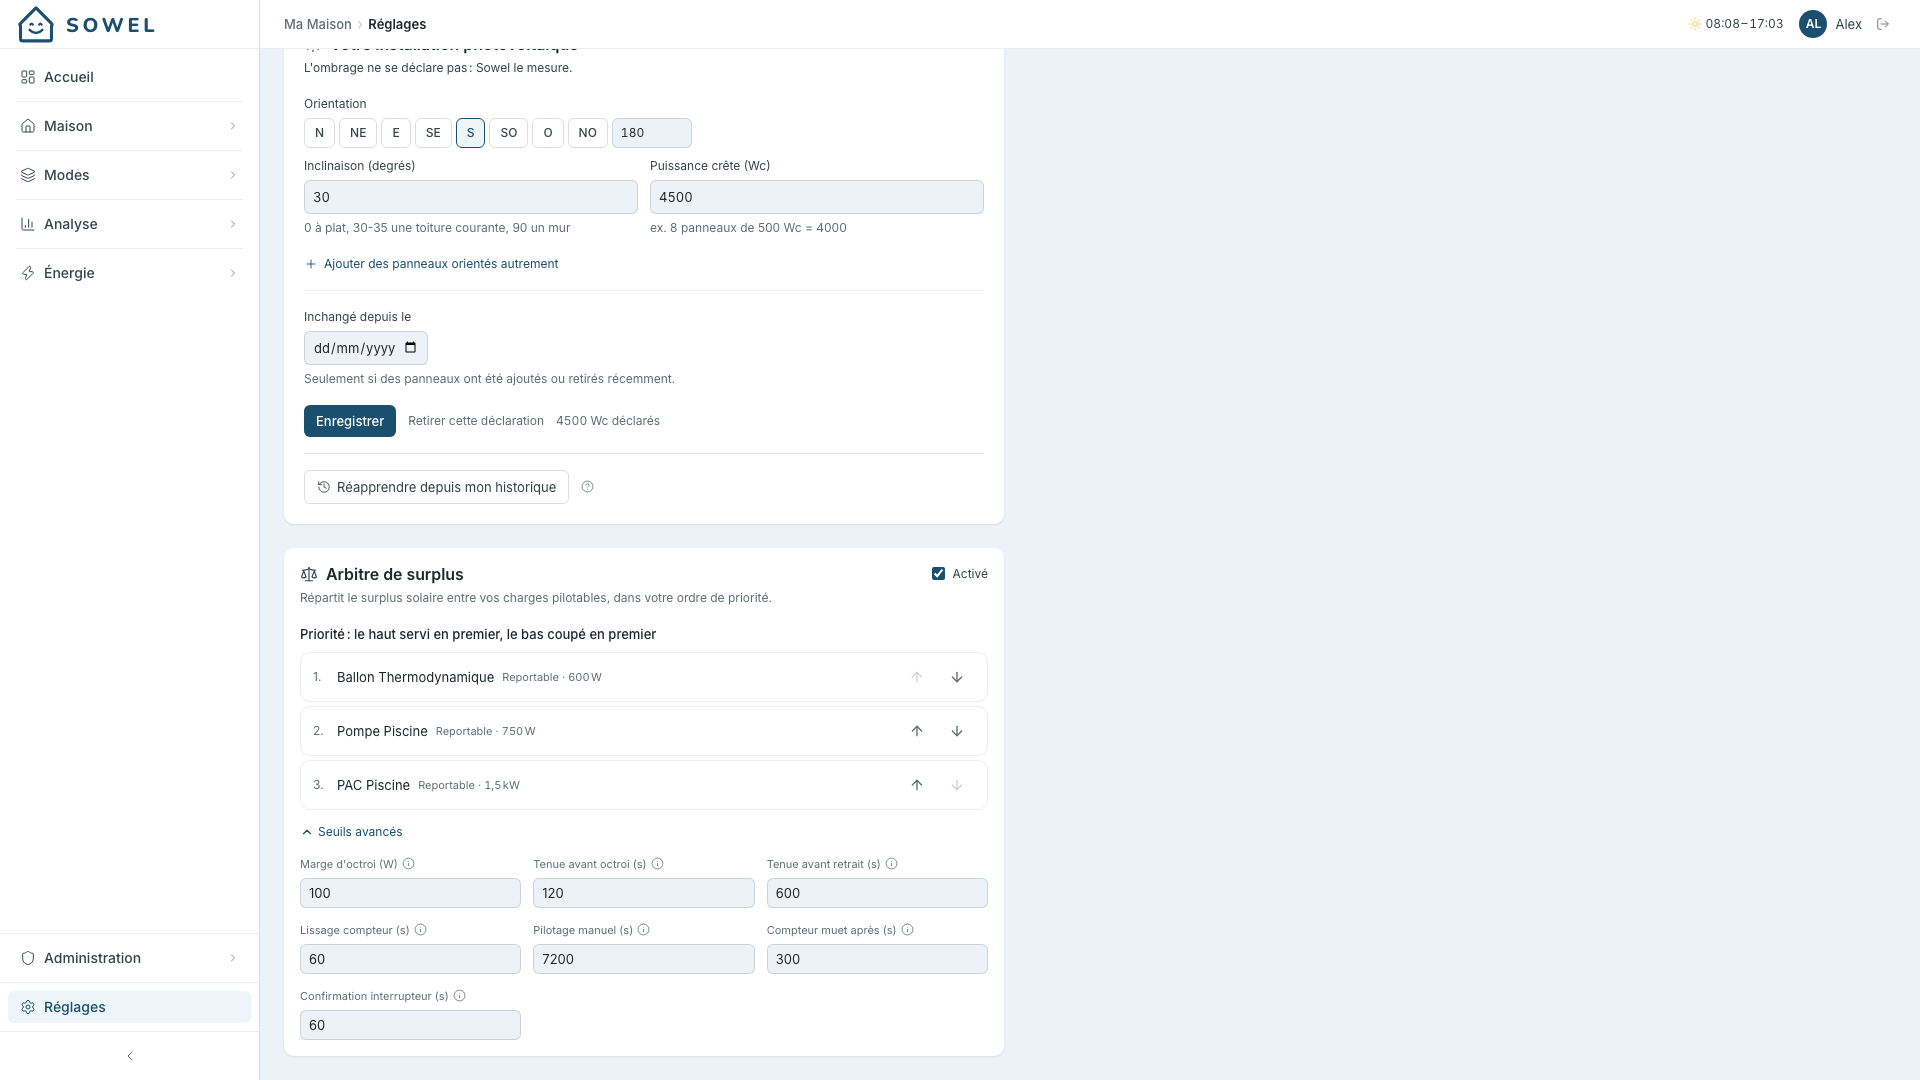 SOWEL
Ma Maison › Réglages
08:08–17:03
AL
Alex
Accueil
Maison
Modes
Analyse
Énergie
Administration
Réglages
Votre installation photovoltaïque
L'ombrage ne se déclare pas : Sowel le mesure.
Orientation
N NE E SE S SO O NO 180
Inclinaison (degrés) Puissance crête (Wc)
30 4500
0 à plat, 30-35 une toiture courante, 90 un mur ex. 8 panneaux de 500 Wc = 4000
Ajouter des panneaux orientés autrement
Inchangé depuis le
dd/mm/yyyy
Seulement si des panneaux ont été ajoutés ou retirés récemment.
Enregistrer Retirer cette déclaration 4500 Wc déclarés
Réapprendre depuis mon historique
Arbitre de surplus Activé
Répartit le surplus solaire entre vos charges pilotables, dans votre ordre de priorité.
Priorité : le haut servi en premier, le bas coupé en premier
1. Ballon Thermodynamique Reportable · 600 W
2. Pompe Piscine Reportable · 750 W
3. PAC Piscine Reportable · 1,5 kW
Seuils avancés
Marge d'octroi (W) Tenue avant octroi (s) Tenue avant retrait (s)
100 120 600
Lissage compteur (s) Pilotage manuel (s) Compteur muet après (s)
60 7200 300
Confirmation interrupteur (s)
60